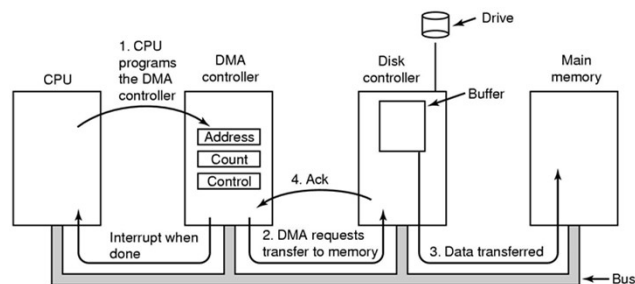 Drive
1. CPU
programs
the DMA
controller
CPU
DMA
controller
Disk
controller
Main
memory
Buffer
Address
Count
Control
4. Ack
Interrupt when
done
2. DMA requests
transfer to memory
3. Data transferred
Bus